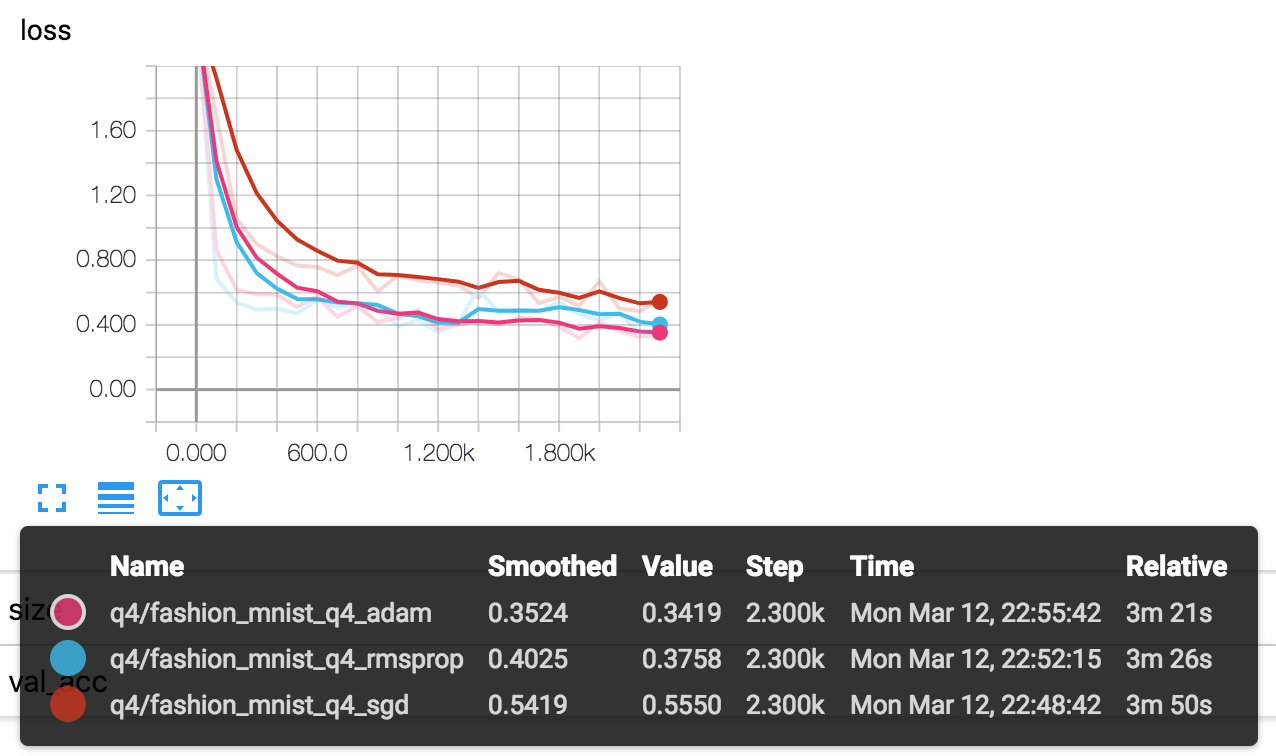 loss
1.60
1.20
0.800
0.400
0.00
0.000 600.0 1.200k 1.800k
Name Smoothed Value Step Time Relative
size
q4/fashion_mnist_q4_adam 0.3524 0.3419 2.300k Mon Mar 12, 22:55:42 3m 21s
q4/fashion_mnist_q4_rmsprop 0.4025 0.3758 2.300k Mon Mar 12, 22:52:15 3m 26s
val_acc
q4/fashion_mnist_q4_sgd 0.5419 0.5550 2.300k Mon Mar 12, 22:48:42 3m 50s